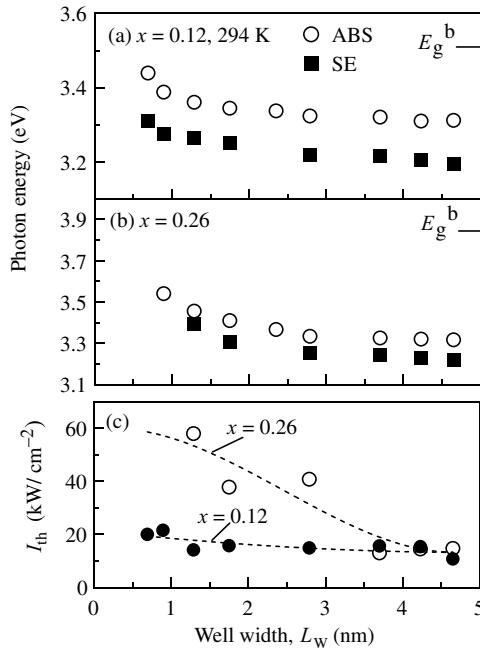 3.6
(a) x = 0.12, 294 K
ABS
SE
E_g^b
3.4
3.2
Photon energy (eV)
(b) x = 0.26
E_g^b
3.9
3.7
3.5
3.3
3.1
(c)
60
x = 0.26
40
I_th (kW/ cm^−2)
x = 0.12
20
0
0 1 2 3 4 5
Well width, L_W (nm)